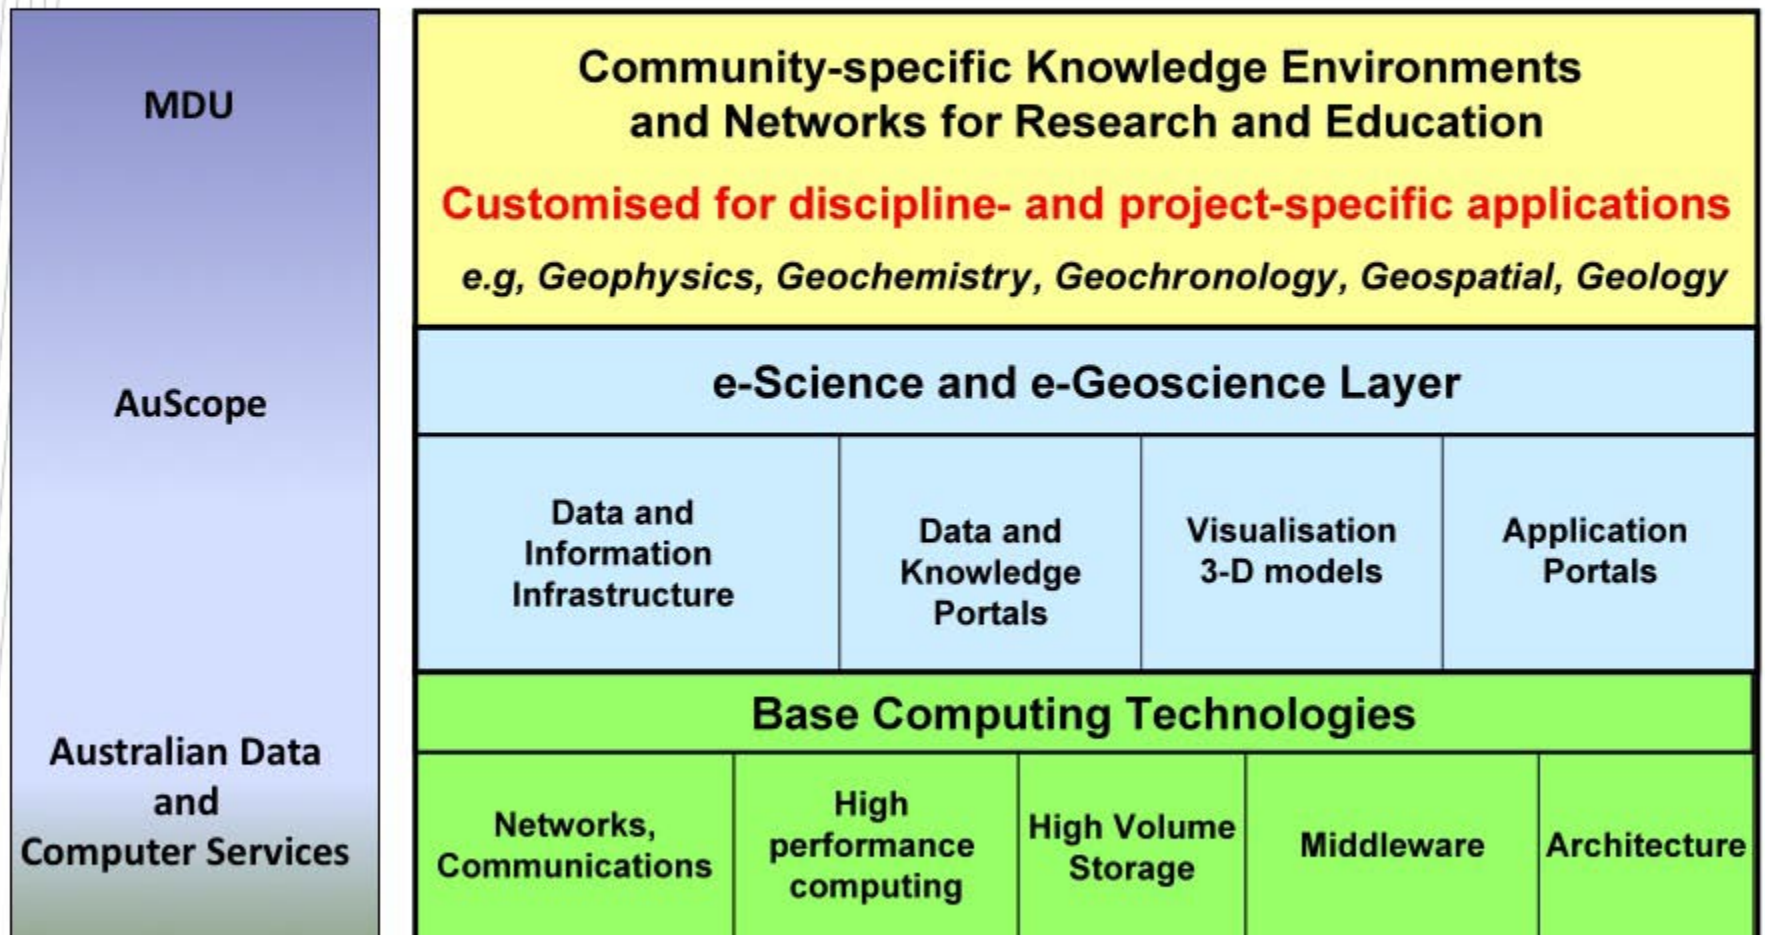 MDU
AuScope
Australian Data
and
Computer Services
Community-specific Knowledge Environments
and Networks for Research and Education
Customised for discipline- and project-specific applications
e.g, Geophysics, Geochemistry, Geochronology, Geospatial, Geology
e-Science and e-Geoscience Layer
Data and
Information
Infrastructure
Data and
Knowledge
Portals
Visualisation
3-D models
Application
Portals
Base Computing Technologies
Networks,
Communications
High
performance
computing
High Volume
Storage
Middleware
Architecture